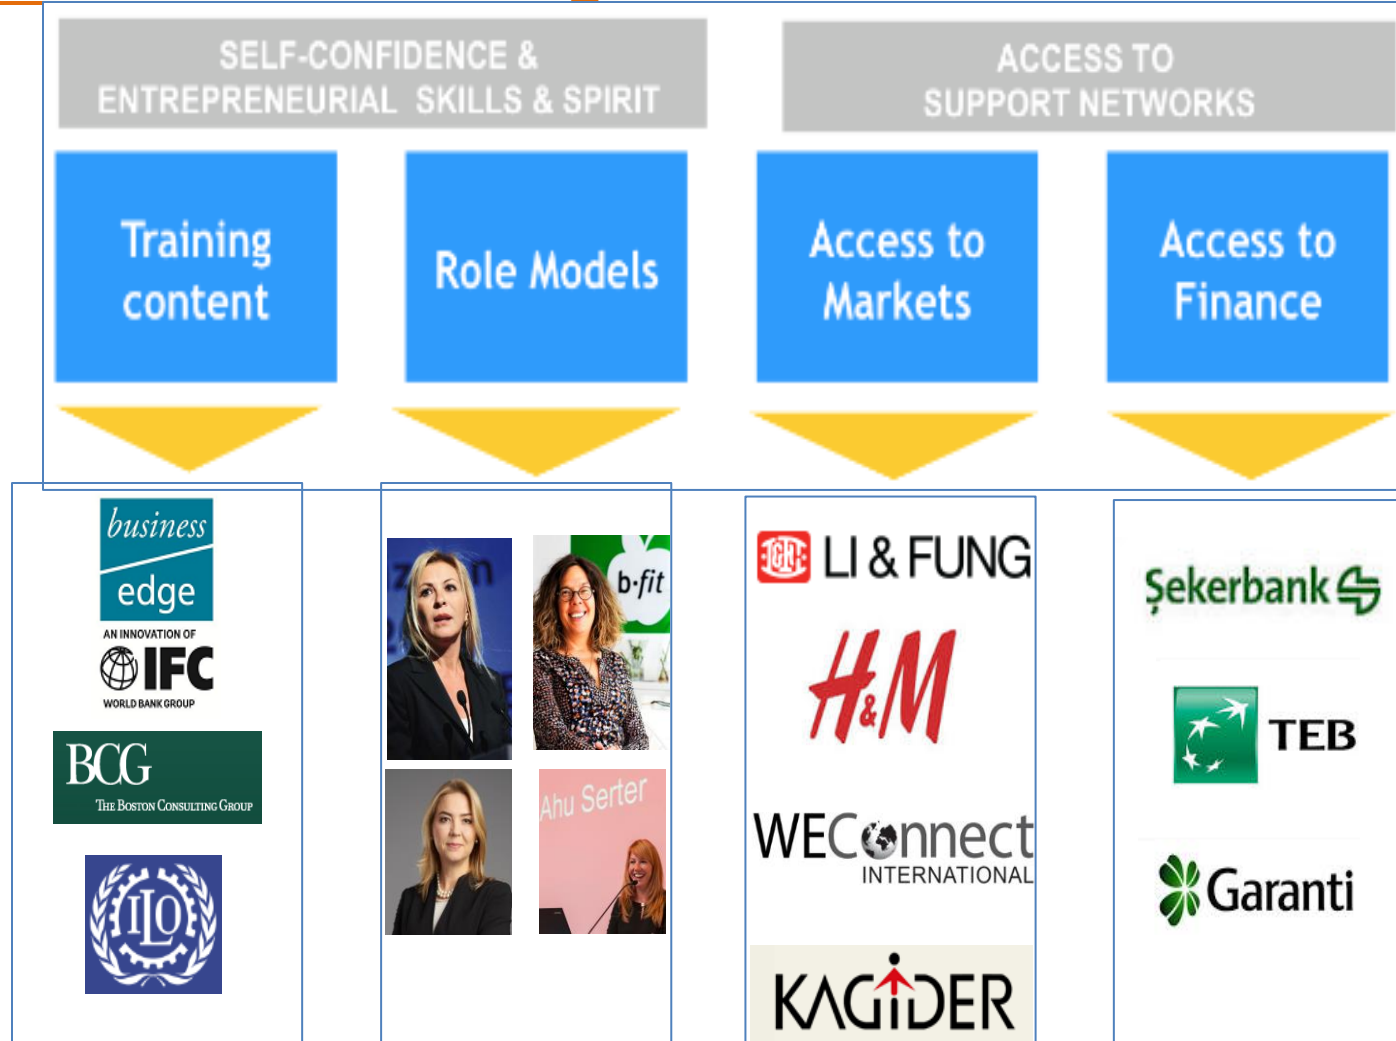 SELF-CONFIDENCE &
ENTREPRENEURIAL SKILLS & SPIRIT
ACCESS TO
SUPPORT NETWORKS
Training
content
Role Models
Access to
Markets
Access to
Finance
business
edge
AN INNOVATION OF
IFC
WORLD BANK GROUP
BCG
THE BOSTON CONSULTING GROUP
ILO
b·fit
Ahu Serter
LI & FUNG
H&M
WEConnect
INTERNATIONAL
KAGİDER
Şekerbank
TEB
Garanti